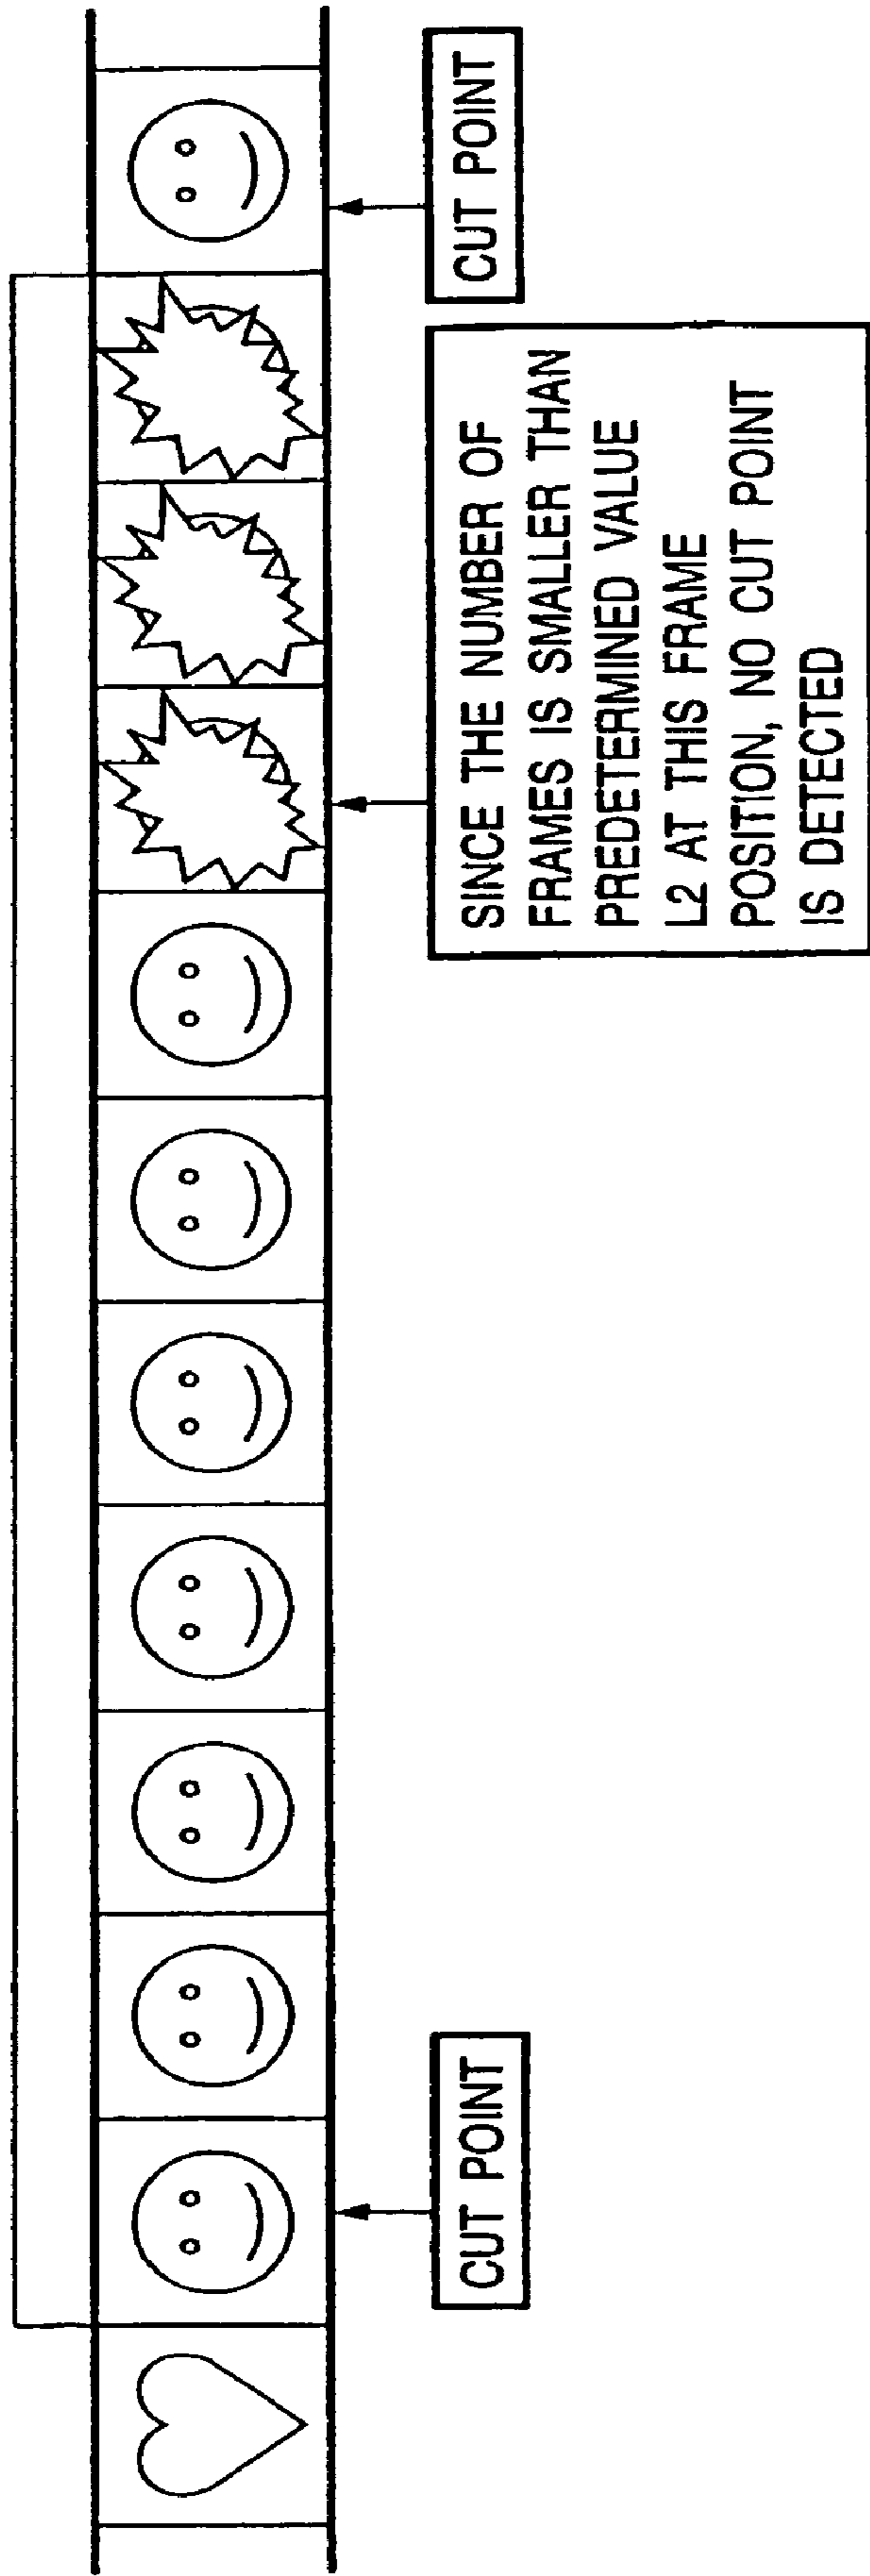 CUT POINT
SINCE THE NUMBER OF
FRAMES IS SMALLER THAN
PREDETERMINED VALUE
L2 AT THIS FRAME
POSITION, NO CUT POINT
IS DETECTED
CUT POINT